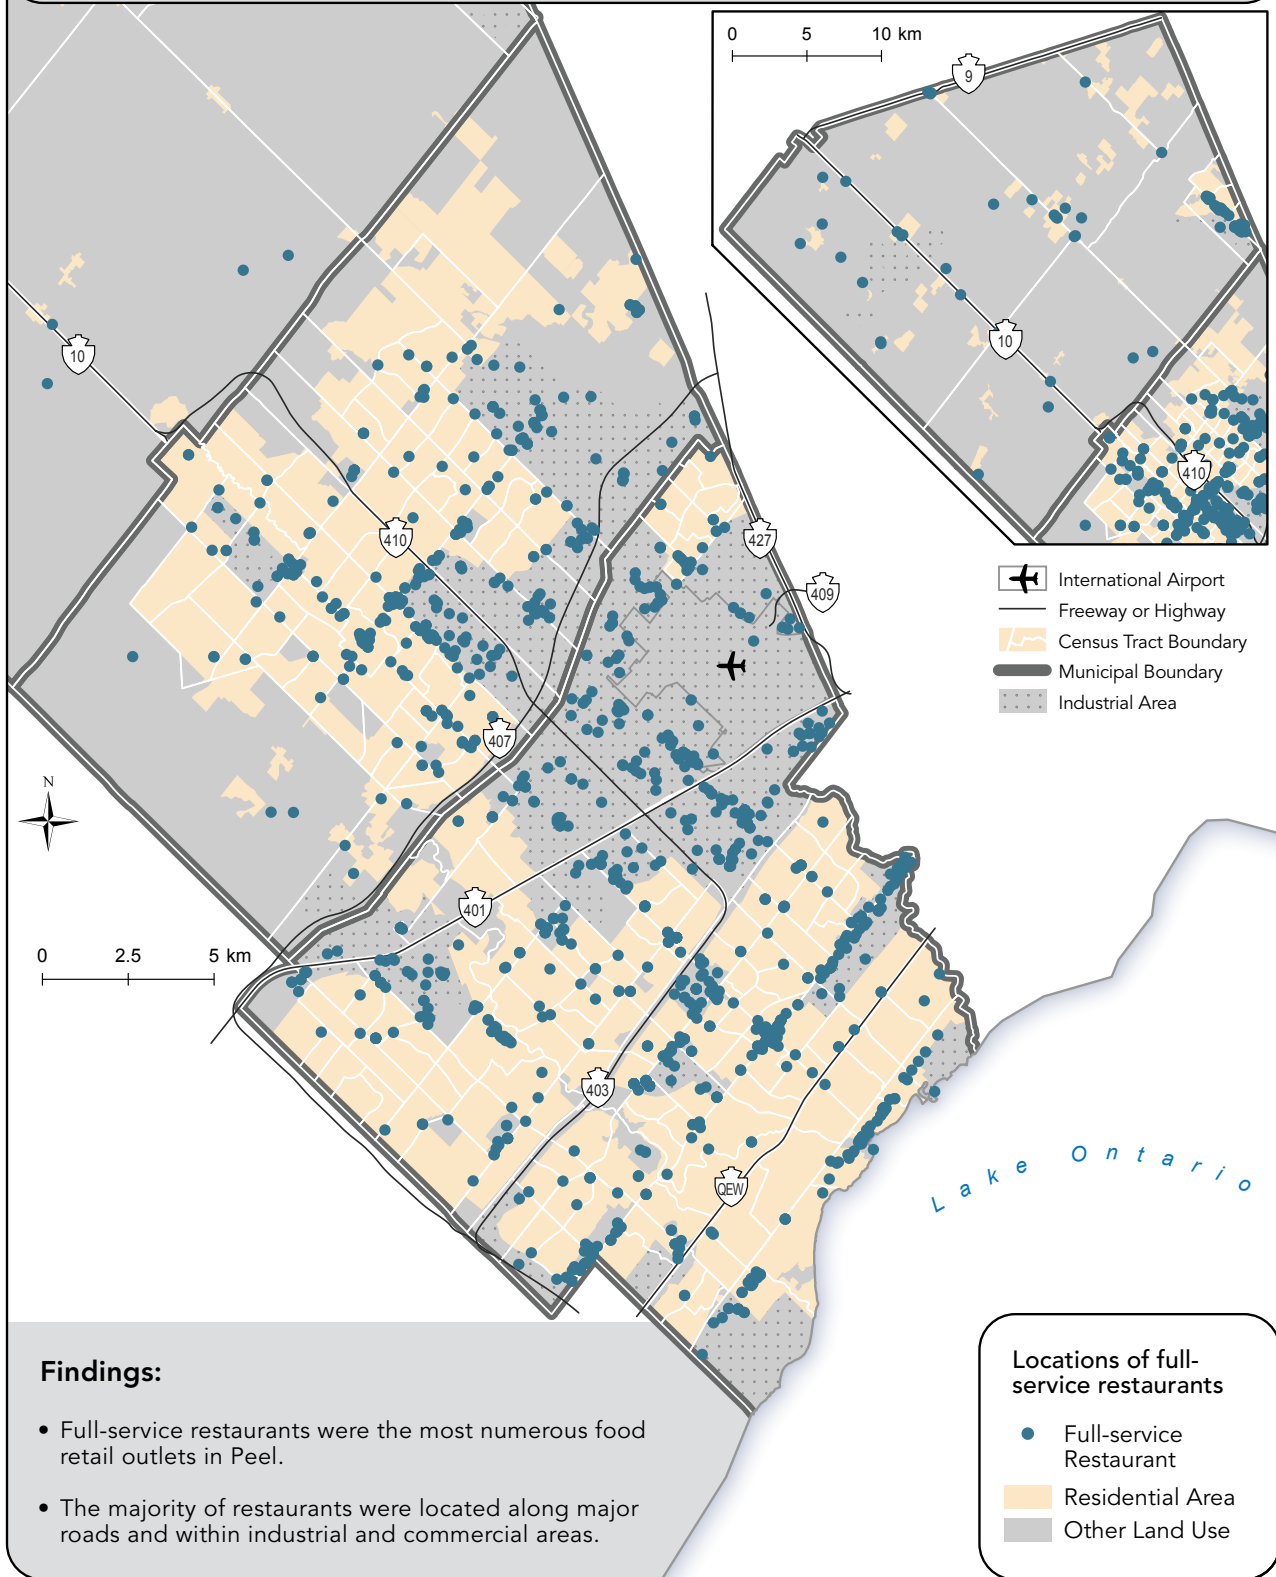 0 5 10 km
9
10
410
10
410
427
409
407
401
403
QEW
N
0 2.5 5 km
International Airport
Freeway or Highway
Census Tract Boundary
Municipal Boundary
Industrial Area
Lake Ontario
Findings:
• Full-service restaurants were the most numerous food
retail outlets in Peel.
• The majority of restaurants were located along major
roads and within industrial and commercial areas.
Locations of full-
service restaurants
Full-service
Restaurant
Residential Area
Other Land Use